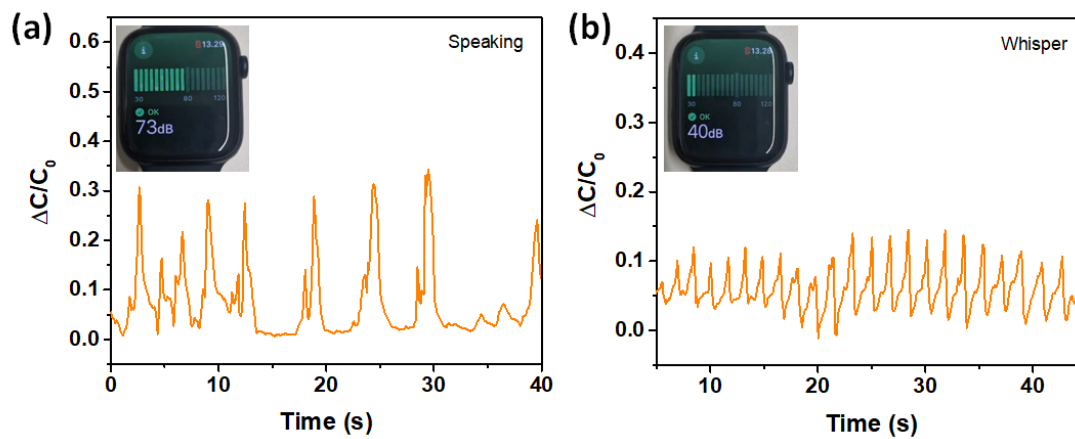 (a)
Speaking
13.29
30 80 120
OK
73dB
0.6
0.5
0.4
0.3
0.2
0.1
0.0
ΔC/C₀
0 10 20 30 40
Time (s)
(b)
Whisper
13.28
30 80 120
OK
40dB
0.4
0.3
0.2
0.1
0.0
ΔC/C₀
10 20 30 40
Time (s)